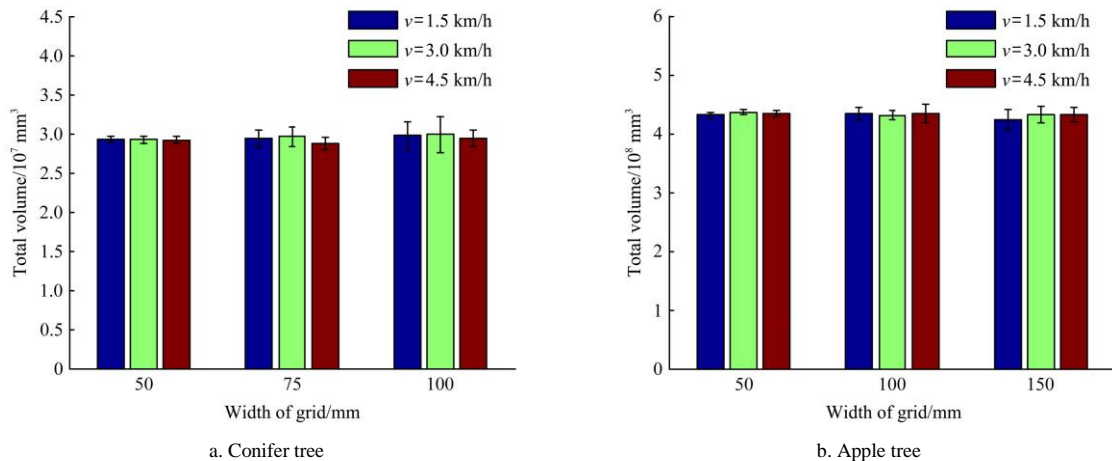 4.5
4.0
3.5
3.0
2.5
2.0
1.5
1.0
0.5
0
Total volume/10⁷ mm³
v=1.5 km/h
v=3.0 km/h
v=4.5 km/h
50 75 100
Width of grid/mm
a. Conifer tree
6
5
4
3
2
1
0
Total volume/10⁸ mm³
v=1.5 km/h
v=3.0 km/h
v=4.5 km/h
50 100 150
Width of grid/mm
b. Apple tree